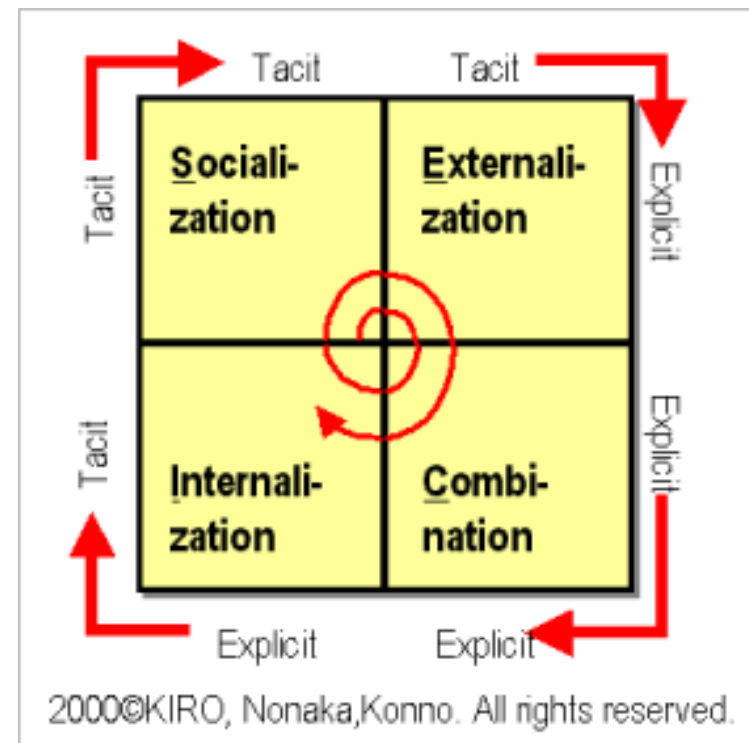 Tacit Tacit
Tacit
Explicit
Sociali-
zation
Externali-
zation
Tacit
Explicit
Internali-
zation
Combi-
nation
Explicit Explicit
2000©KIRO, Nonaka,Konno. All rights reserved.